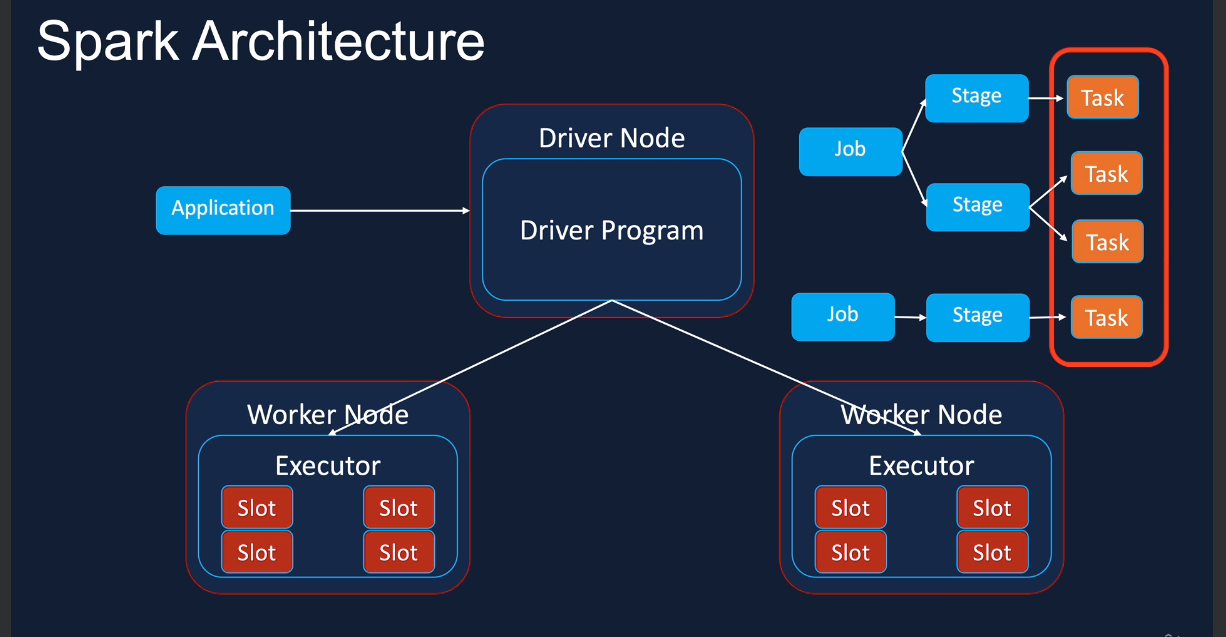 Spark Architecture
Application
Driver Node
Driver Program
Job
Stage
Task
Stage
Task
Task
Job
Stage
Task
Worker Node
Executor
Slot
Slot
Slot
Slot
Worker Node
Executor
Slot
Slot
Slot
Slot